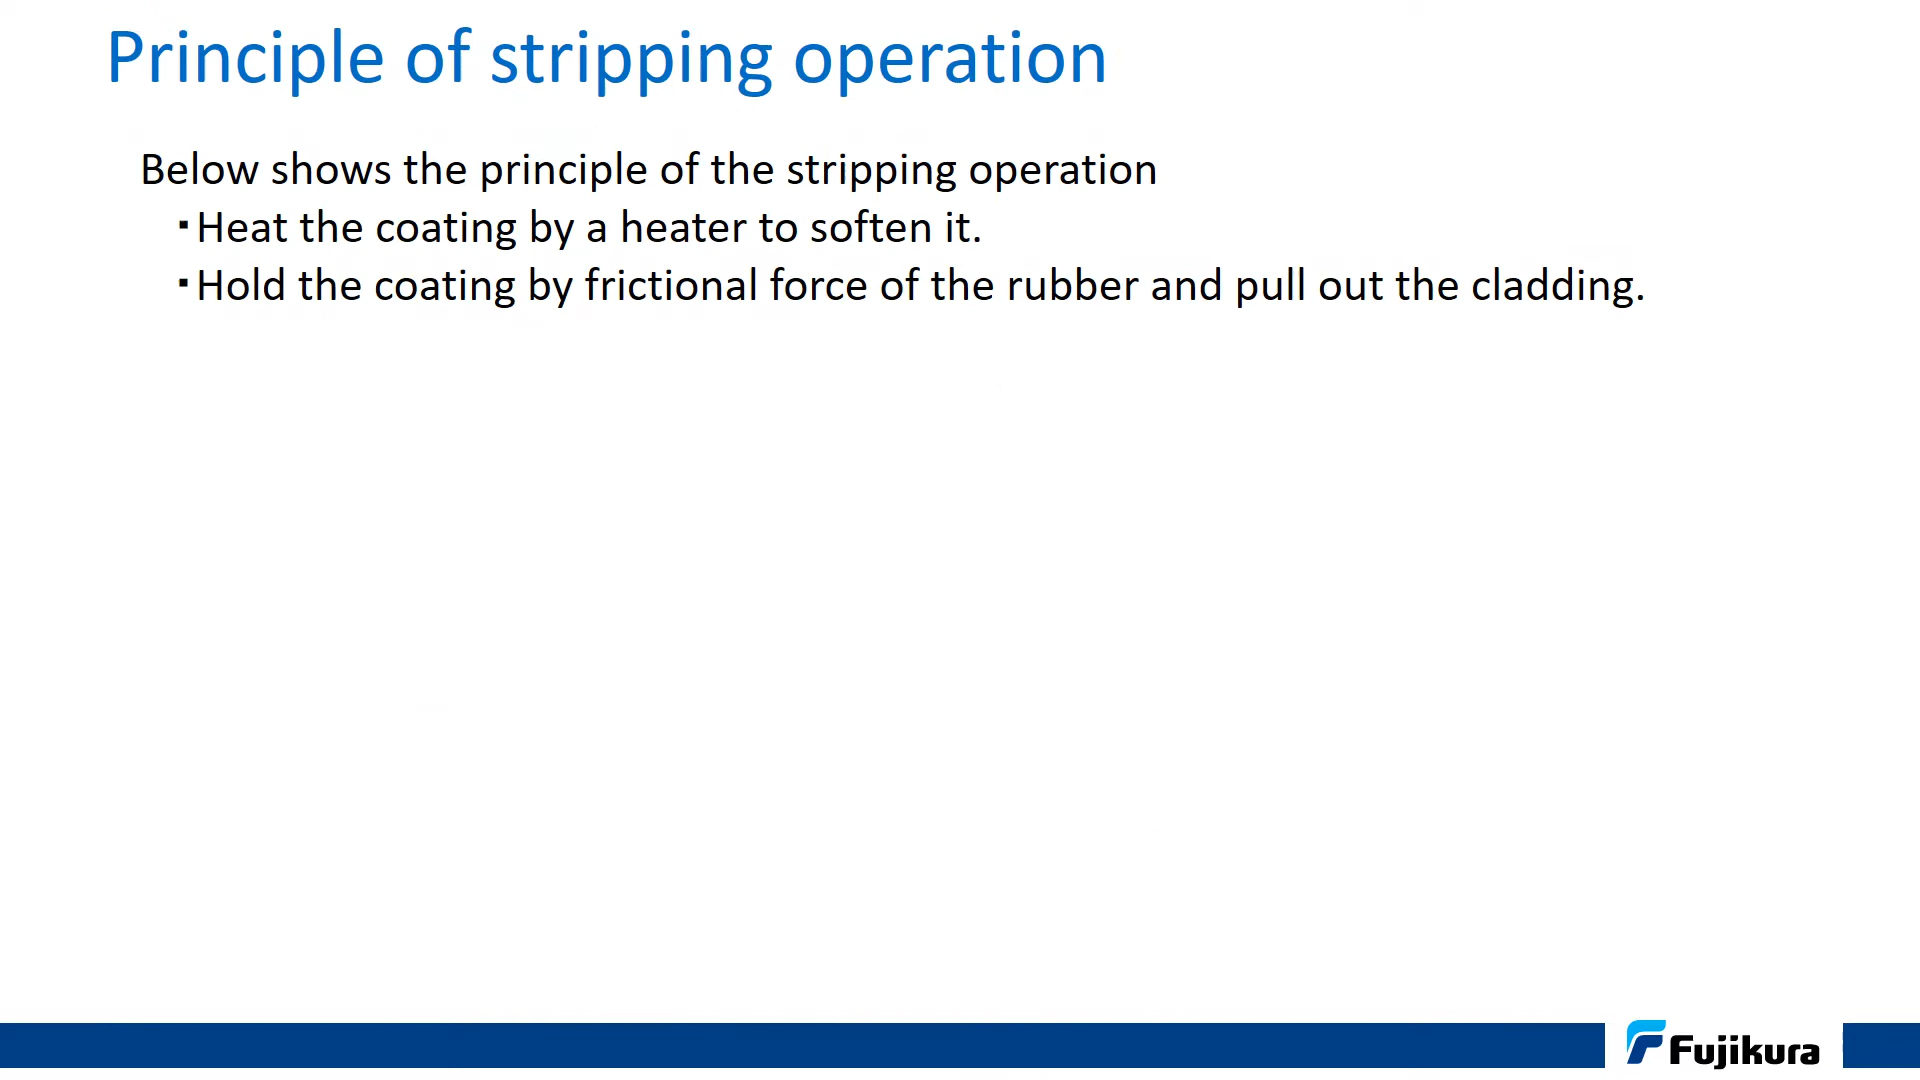 Principle of stripping operation
Below shows the principle of the stripping operation
▪Heat the coating by a heater to soften it.
▪Hold the coating by frictional force of the rubber and pull out the cladding.
Fujikura